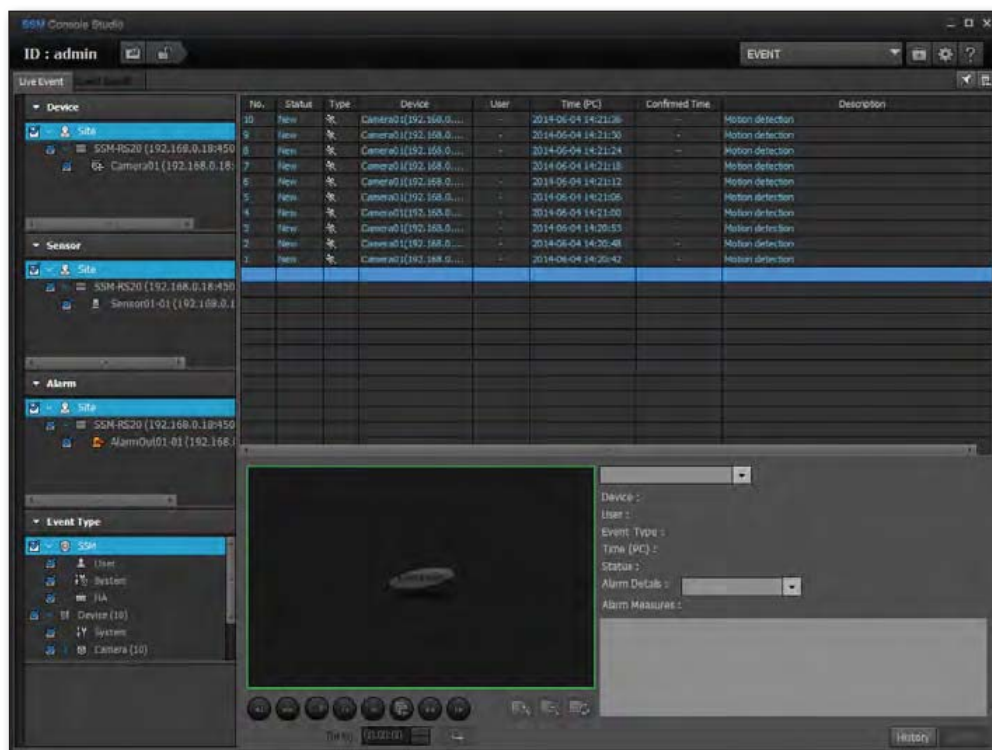 SSM Console Studio
ID : admin
EVENT
Live Event
Device
Site
SSM-RS20 (192.168.0.18:450
Camera01(192.168.0.18:
Sensor
Site
SSM-RS20 (192.168.0.18:450
Sensor01-01 (192.168.0.1
Alarm
Site
SSM-RS20 (192.168.0.18:450
AlarmOut01-01 (192.168.
Event Type
SSM
User
System
HA
Device (10)
System
Camera (10)
No. Status Type Device User Time (PC) Confirmed Time Description
10 New Camera01(192.168.0.... - 2014-06-04 14:21:36 - Motion detection
9 New Camera01(192.168.0.... - 2014-06-04 14:21:30 - Motion detection
8 New Camera01(192.168.0.... - 2014-06-04 14:21:24 - Motion detection
7 New Camera01(192.168.0.... - 2014-06-04 14:21:18 - Motion detection
6 New Camera01(192.168.0.... - 2014-06-04 14:21:12 - Motion detection
5 New Camera01(192.168.0.... - 2014-06-04 14:21:06 - Motion detection
4 New Camera01(192.168.0.... - 2014-06-04 14:21:00 - Motion detection
3 New Camera01(192.168.0.... - 2014-06-04 14:20:53 - Motion detection
2 New Camera01(192.168.0.... - 2014-06-04 14:20:48 - Motion detection
1 New Camera01(192.168.0.... - 2014-06-04 14:20:42 - Motion detection
Device :
User :
Event Type :
Time (PC) :
Status :
Alarm Details :
Alarm Measures :
History